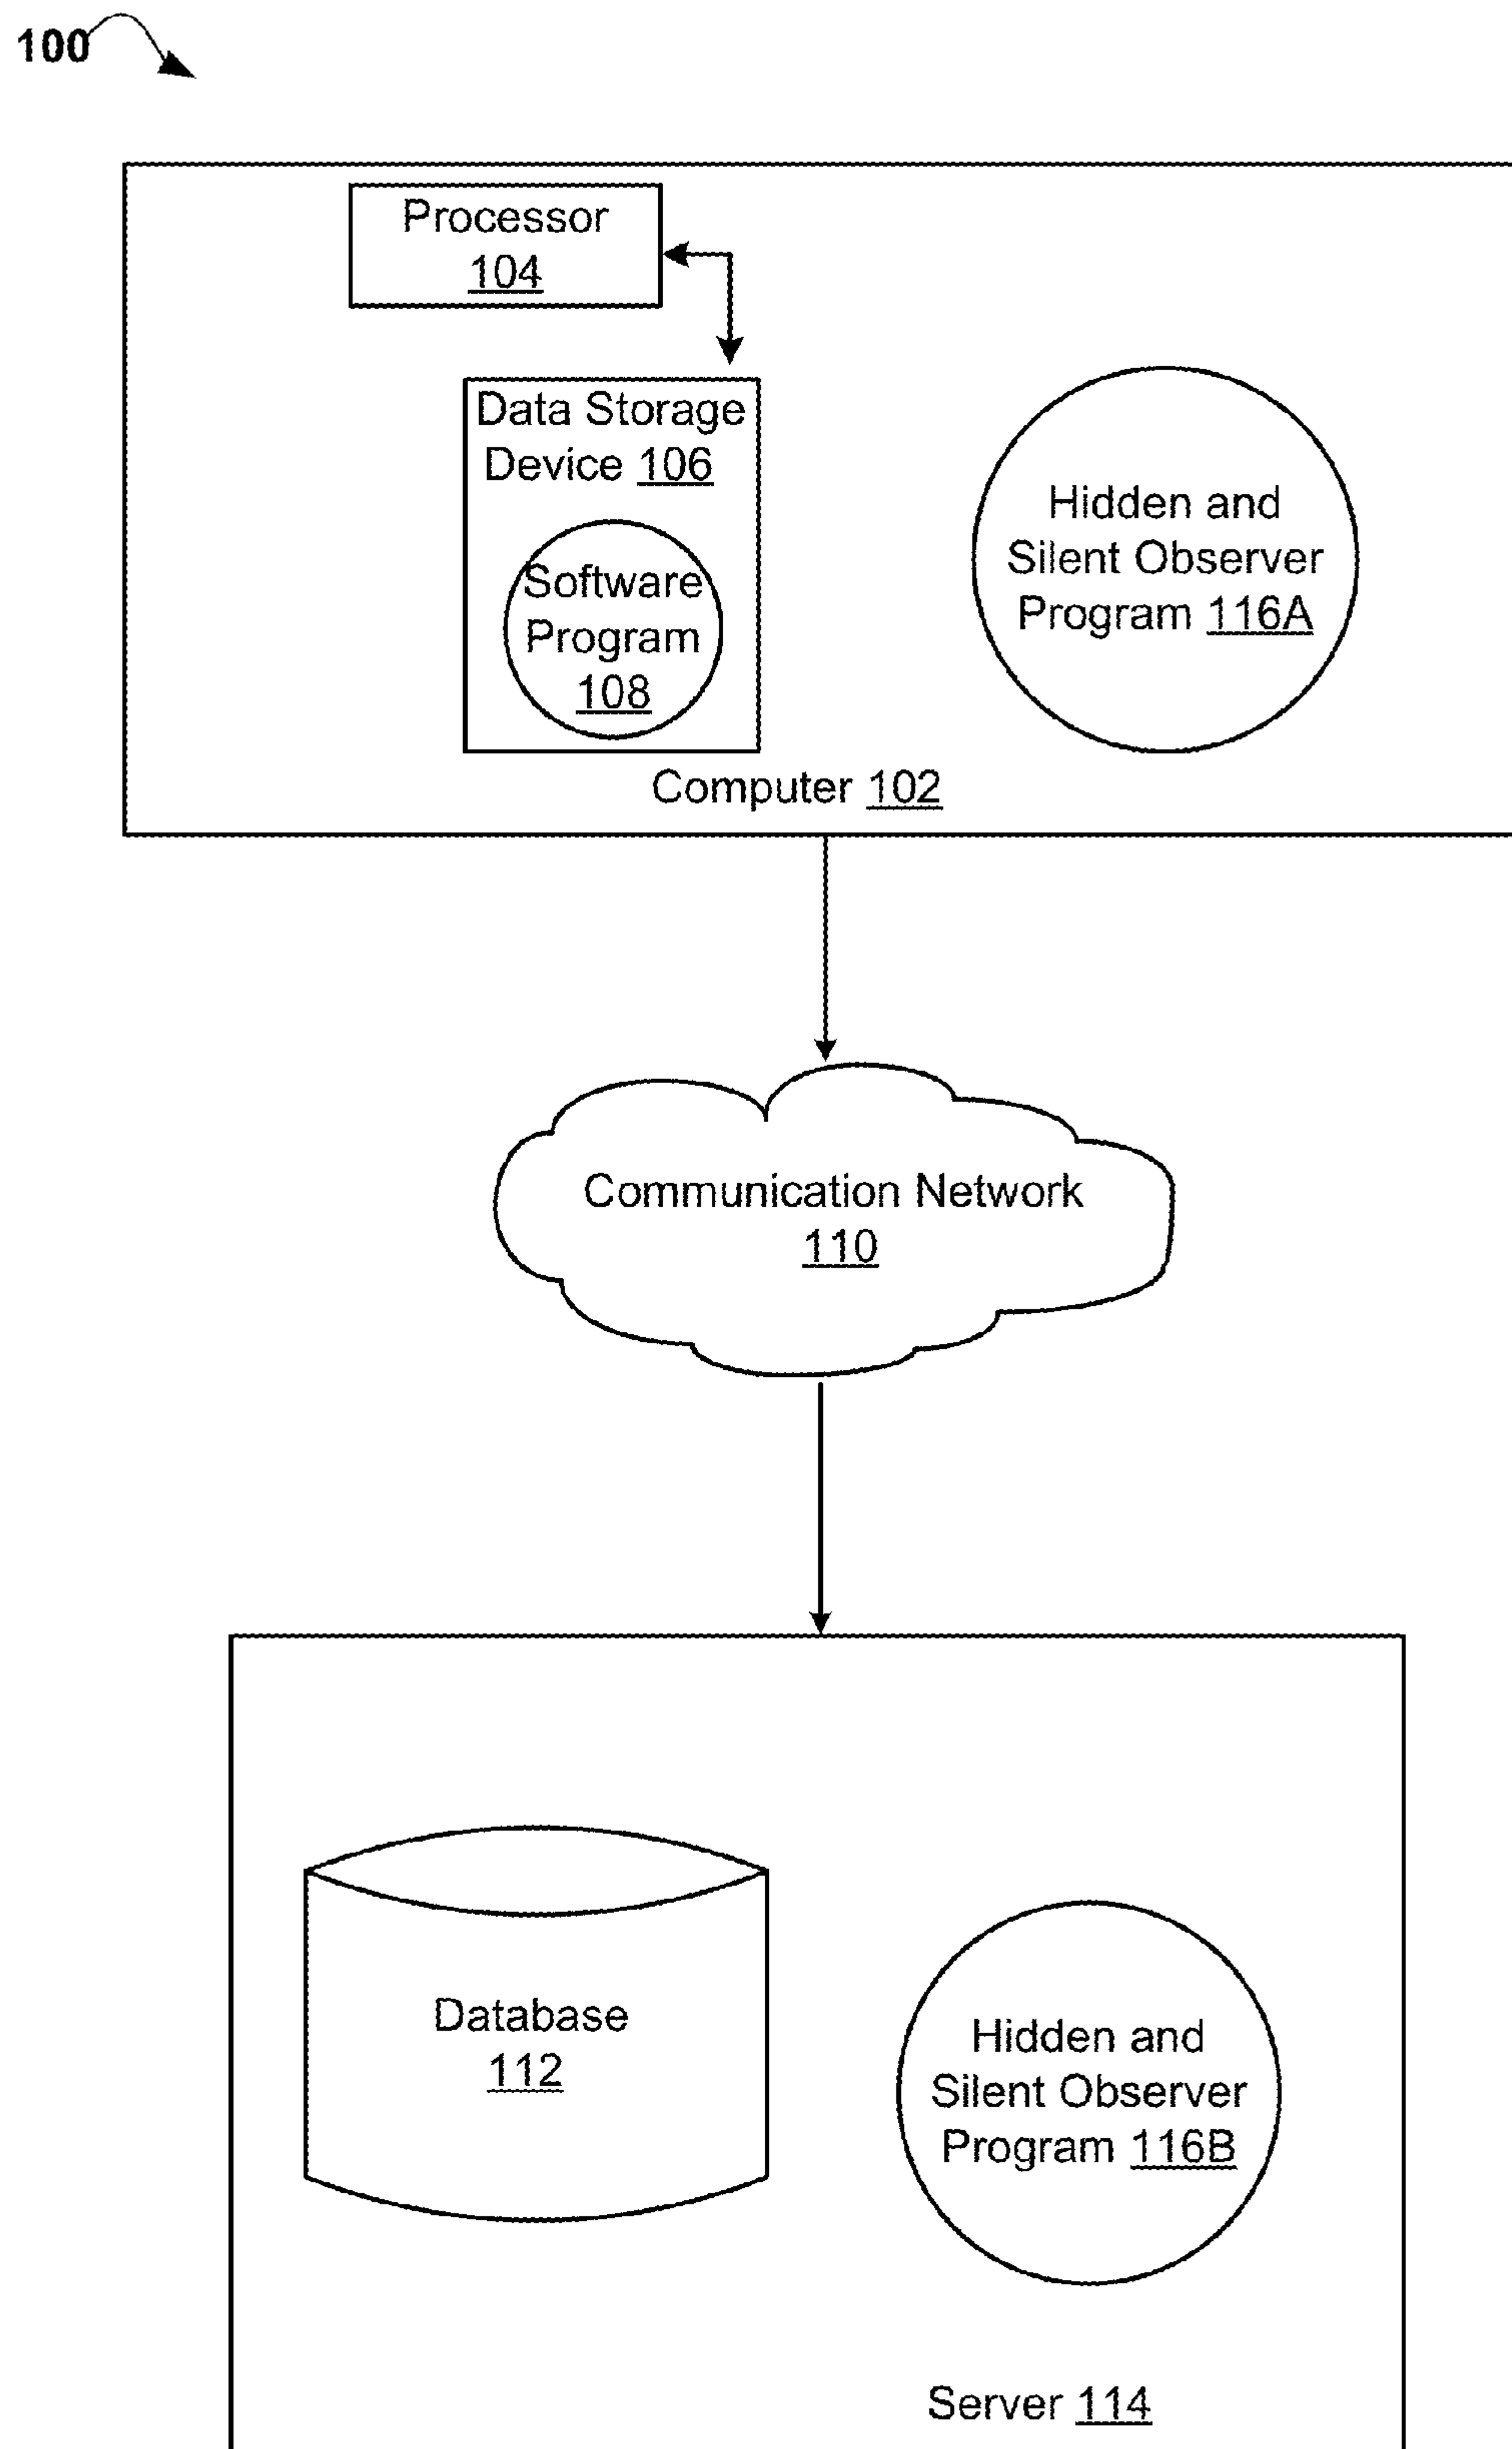 100
Processor
104
Data Storage
Device 106
Software
Program
108
Hidden and
Silent Observer
Program 116A
Computer 102
Communication Network
110
Database
112
Hidden and
Silent Observer
Program 116B
Server 114